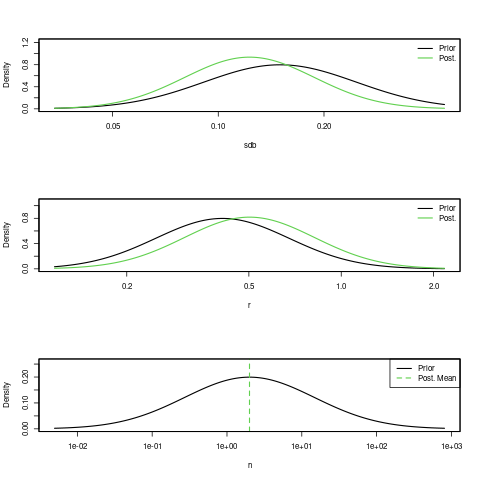 Density
1.2
0.8
0.4
0.0
Prior
Post.
0.05 0.10 0.20
sdb
Density
0.8
0.4
0.0
Prior
Post.
0.2 0.5 1.0 2.0
r
Density
0.20
0.10
0.00
Prior
Post. Mean
1e-02 1e-01 1e+00 1e+01 1e+02 1e+03
n